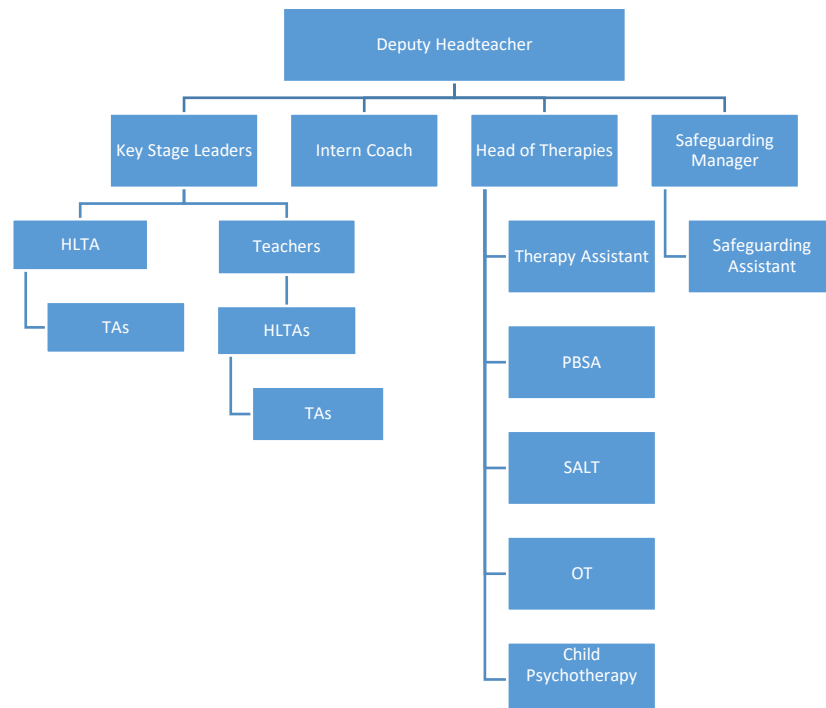 Deputy Headteacher
Key Stage Leaders
Intern Coach
Head of Therapies
Safeguarding
Manager
HLTA
Teachers
Therapy Assistant
Safeguarding
Assistant
TAs
HLTAs
PBSA
TAs
SALT
OT
Child
Psychotherapy